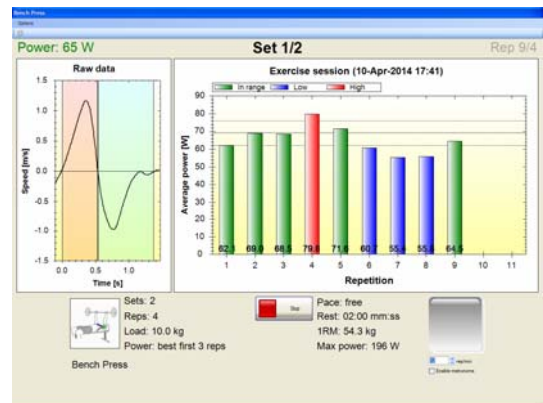 Bench Press
Options
Power: 65 W
Set 1/2
Rep 9/4
Raw data
1.5
1.0
0.5
0.0
-0.5
-1.0
-1.5
Speed [m/s]
0.0 0.5 1.0
Time [s]
Exercise session (10-Apr-2014 17:41)
In range Low High
90
80
70
60
50
40
30
20
10
0
Average power [W]
62.1 69.0 68.5 79.8 71.6 60.7 55.4 55.8 64.5
1 2 3 4 5 6 7 8 9 10 11
Repetition
Sets: 2
Reps: 4
Load: 10.0 kg
Power: best first 3 reps
Bench Press
Stop
Pace: free
Rest: 02:00 mm:ss
1RM: 54.3 kg
Max power: 196 W
rep/min
Enable metronome